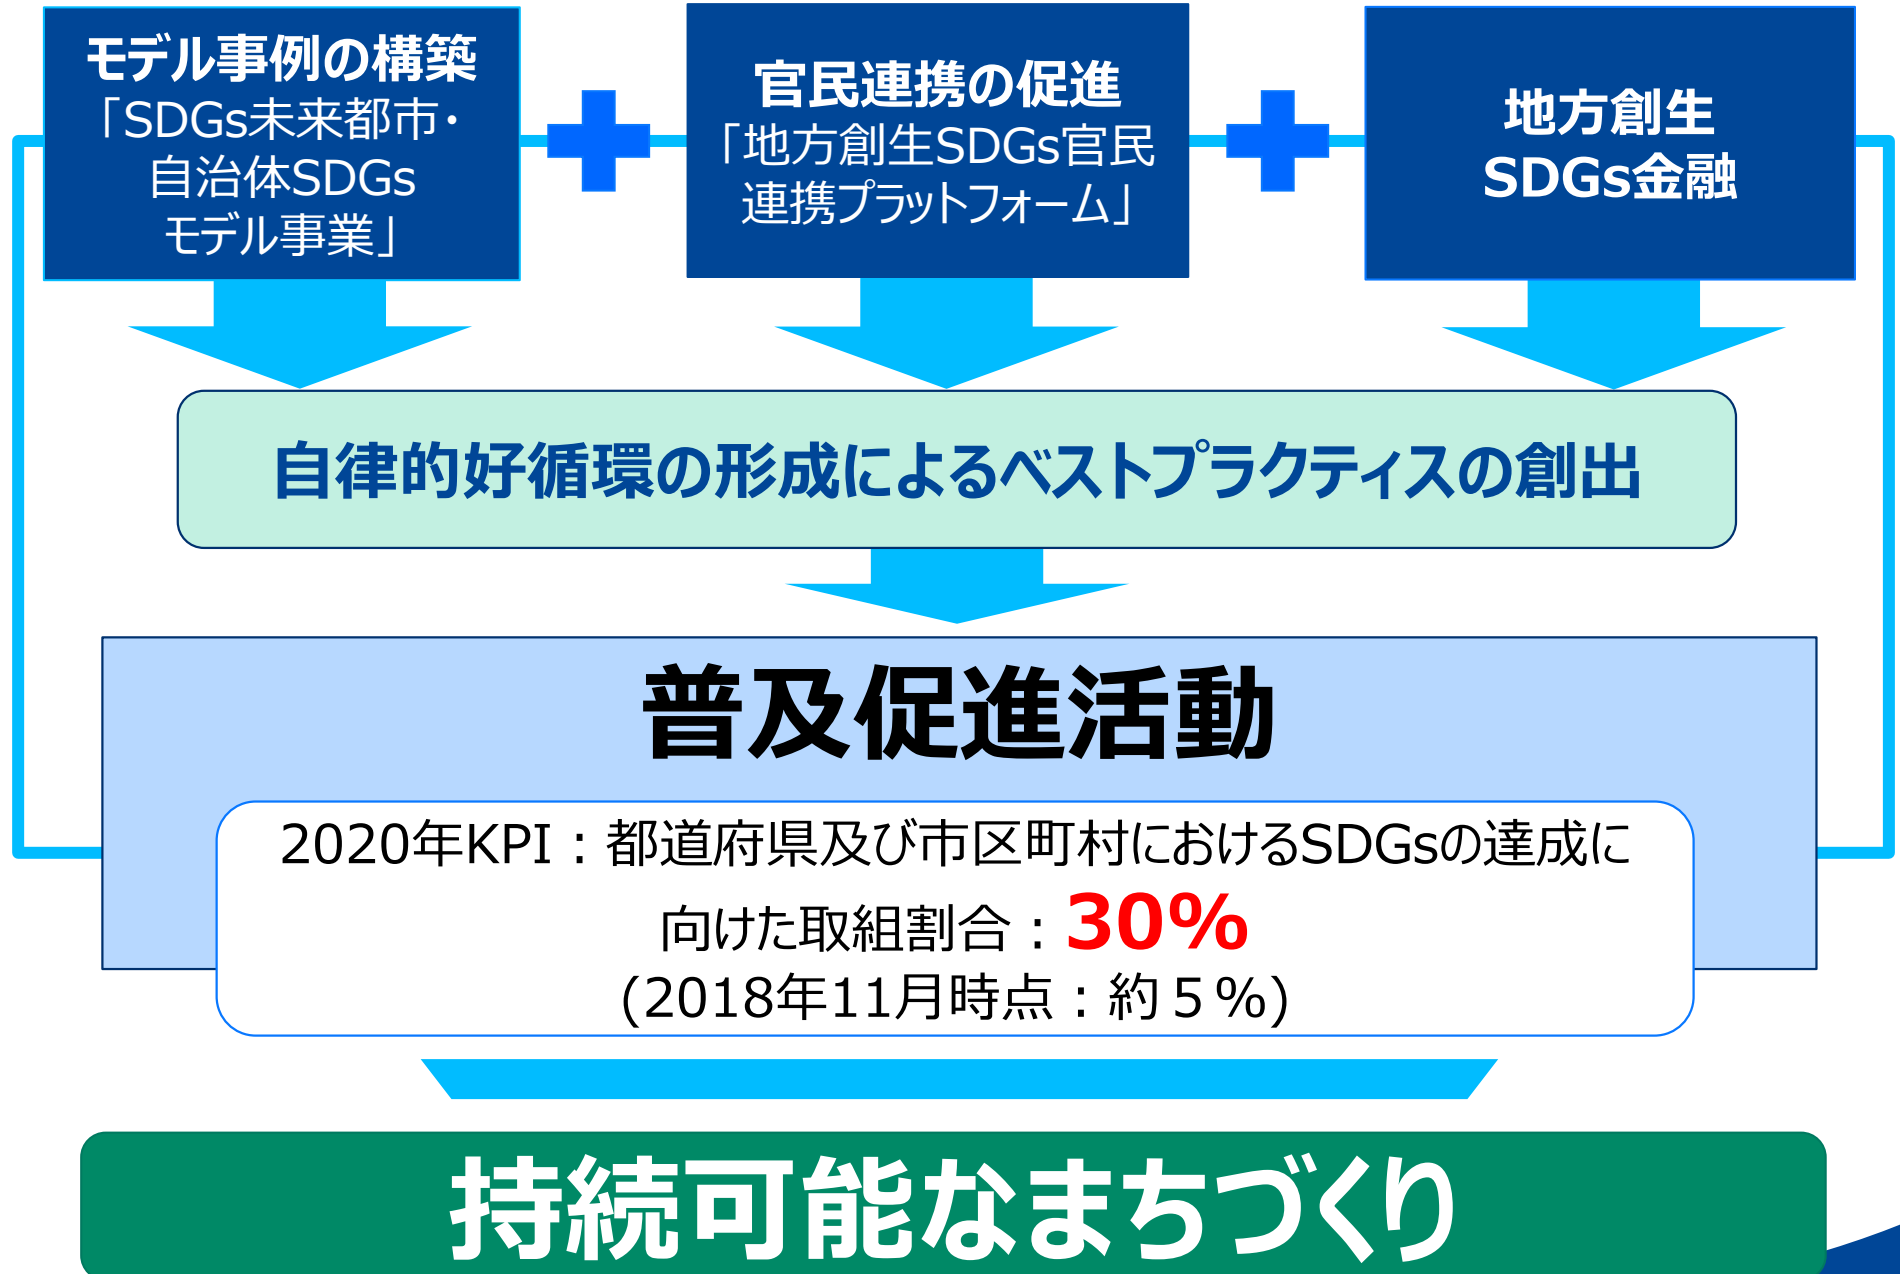 モデル事例の構築
「SDGs未来都市・
自治体SDGs
モデル事業」
官民連携の促進
「地方創生SDGs官民
連携プラットフォーム」
地方創生
SDGs金融
自律的好循環の形成によるベストプラクティスの創出
普及促進活動
2020年KPI：都道府県及び市区町村におけるSDGsの達成に
向けた取組割合：30%
(2018年11月時点：約５%)
持続可能なまちづくり